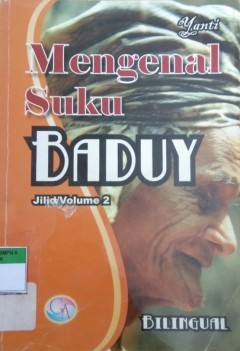 Yanti
Mengenal
Suku
BADUY
Jilid/Volume 2
BILINGUAL